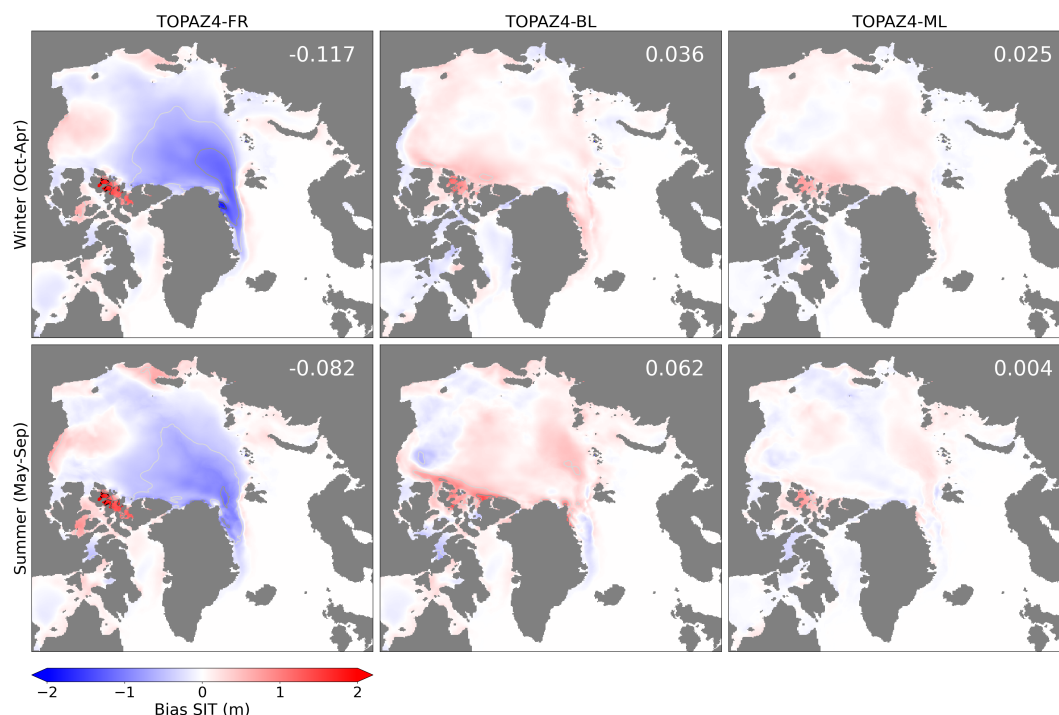 TOPAZ4-FR
TOPAZ4-BL
TOPAZ4-ML
Winter (Oct-Apr)
-0.117
0.036
0.025
Summer (May-Sep)
-0.082
0.062
0.004
−2 −1 0 1 2
Bias SIT (m)